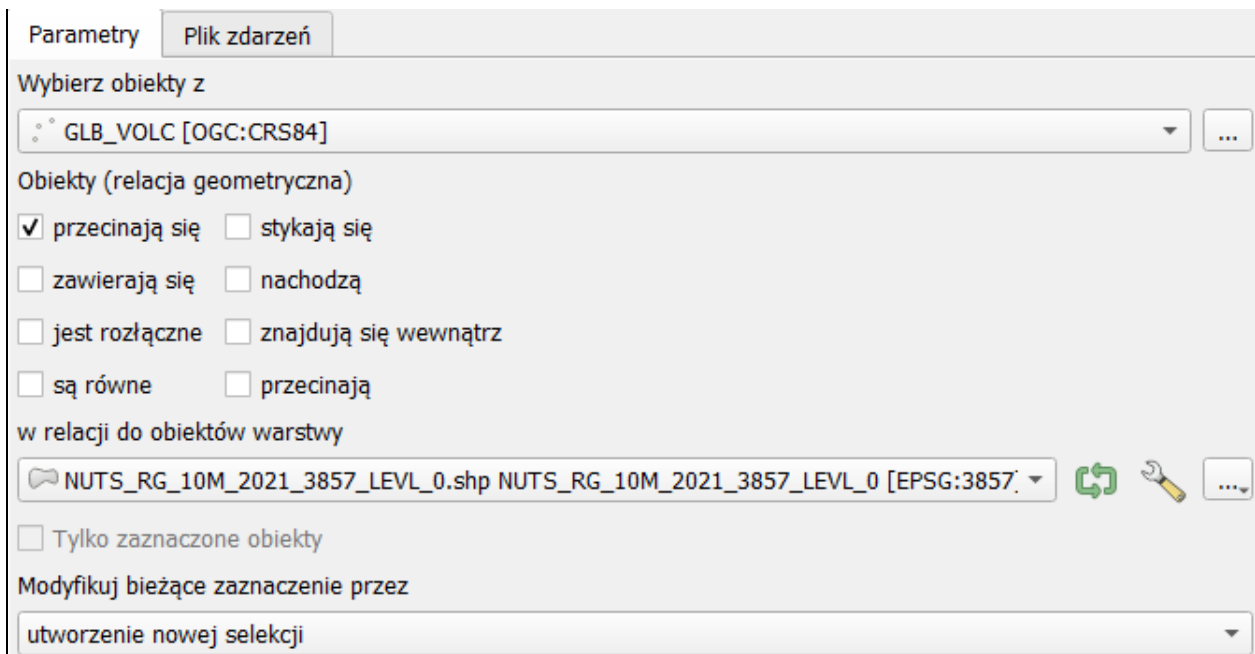 Parametry Plik zdarzeń
Wybierz obiekty z
GLB_VOLC [OGC:CRS84] ...
Obiekty (relacja geometryczna)
przecinają się stykają się
zawierają się nachodzą
jest rozłączne znajdują się wewnątrz
są równe przecinają
w relacji do obiektów warstwy
NUTS_RG_10M_2021_3857_LEVL_0.shp NUTS_RG_10M_2021_3857_LEVL_0 [EPSG:3857] ...
Tylko zaznaczone obiekty
Modyfikuj bieżące zaznaczenie przez
utworzenie nowej selekcji